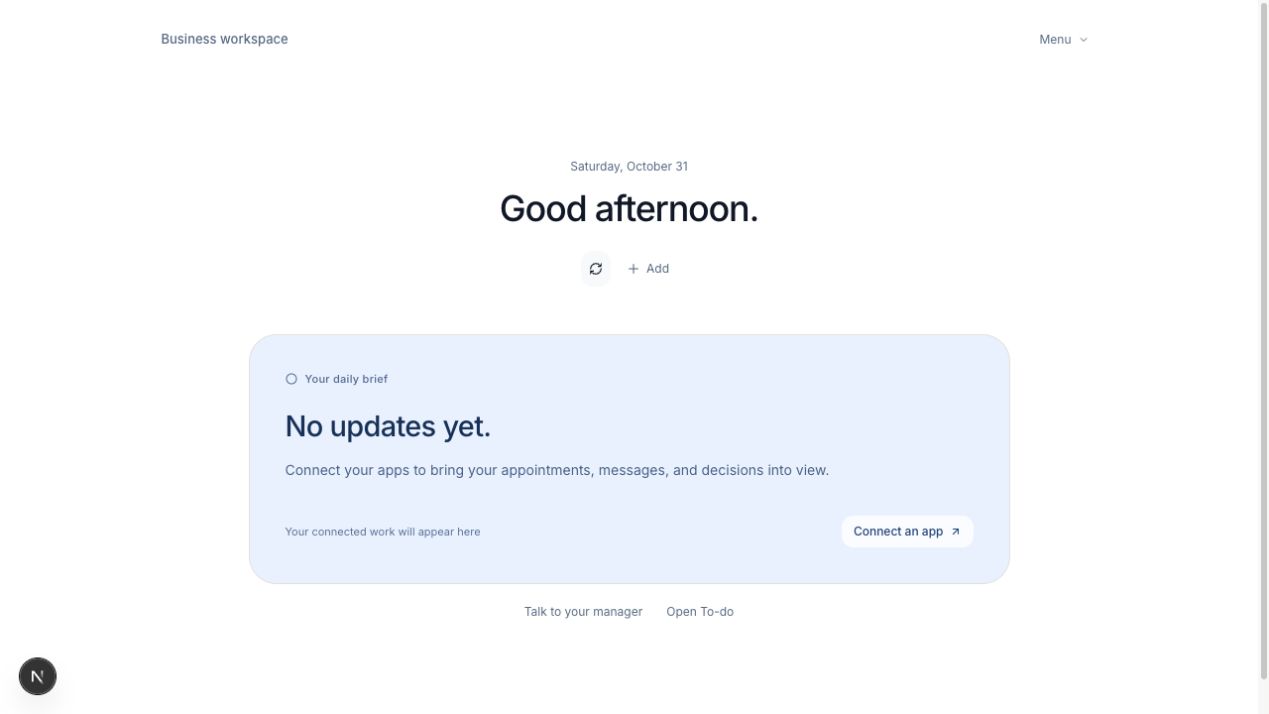 Business workspace
Menu
Saturday, October 31
Good afternoon.
Add
Your daily brief
No updates yet.
Connect your apps to bring your appointments, messages, and decisions into view.
Your connected work will appear here
Connect an app
Talk to your manager
Open To-do
N